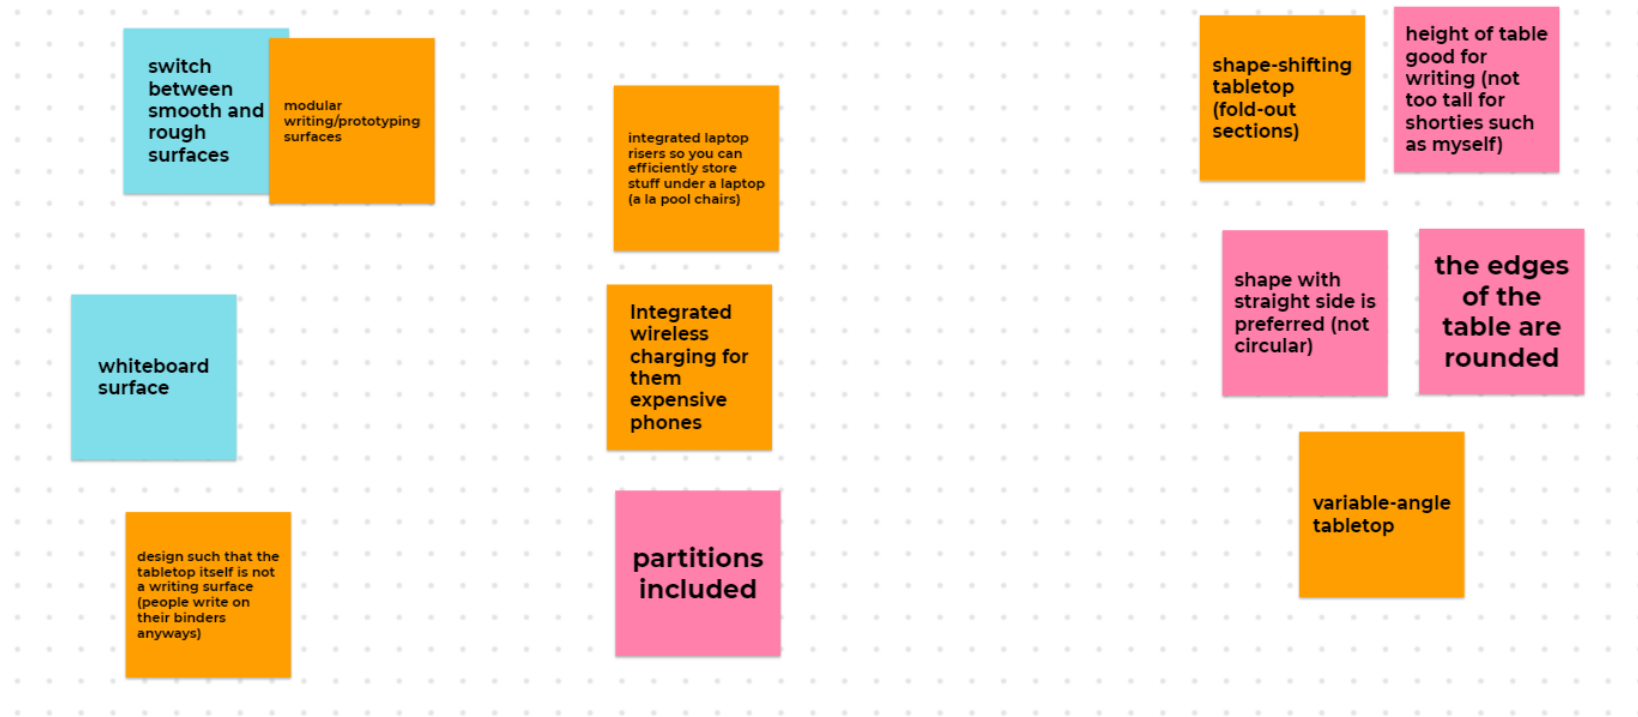 switch
between
smooth and
rough
surfaces
modular
writing/prototyping
surfaces
whiteboard
surface
design such that the
tabletop itself is not
a writing surface
(people write on
their binders
anyways)
integrated laptop
risers so you can
efficiently store
stuff under a laptop
(a la pool chairs)
Integrated
wireless
charging for
them
expensive
phones
partitions
included
shape-shifting
tabletop
(fold-out
sections)
height of table
good for
writing (not
too tall for
shorties such
as myself)
shape with
straight side is
preferred (not
circular)
the edges
of the
table are
rounded
variable-angle
tabletop